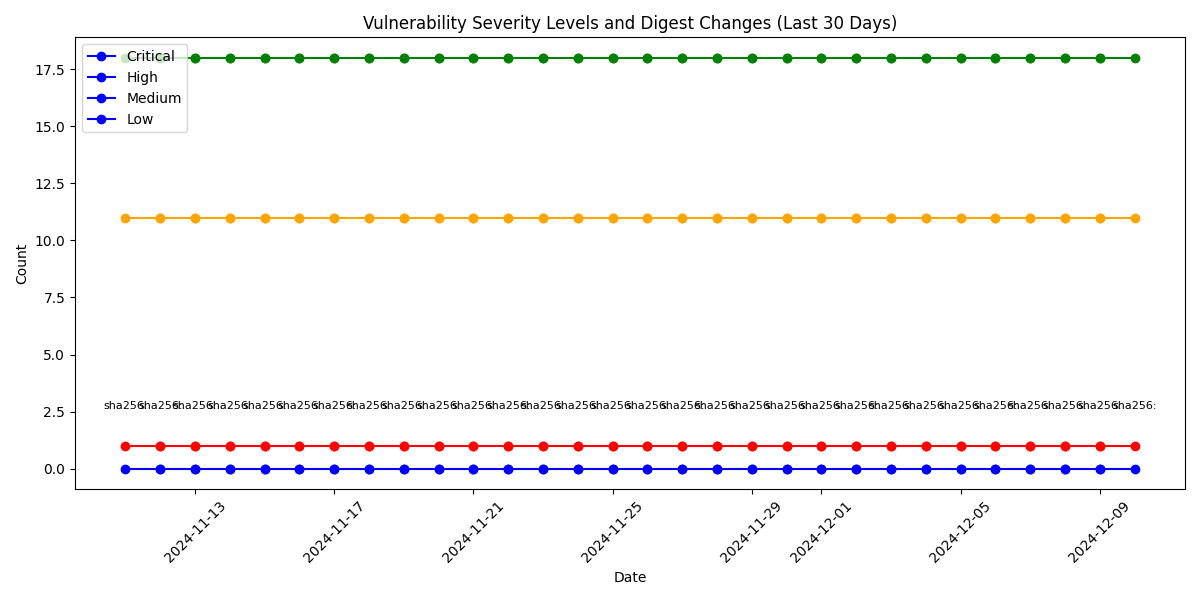 Vulnerability Severity Levels and Digest Changes (Last 30 Days)
Critical
High
Medium
Low
17.5
15.0
12.5
10.0
7.5
5.0
2.5
0.0
Count
sha256: sha256: sha256: sha256: sha256: sha256: sha256: sha256: sha256: sha256: sha256: sha256: sha256: sha256: sha256: sha256: sha256: sha256: sha256: sha256: sha256: sha256: sha256: sha256: sha256: sha256: sha256: sha256: sha256: sha256:
2024-11-13
2024-11-17
2024-11-21
2024-11-25
2024-11-29
2024-12-01
2024-12-05
2024-12-09
Date